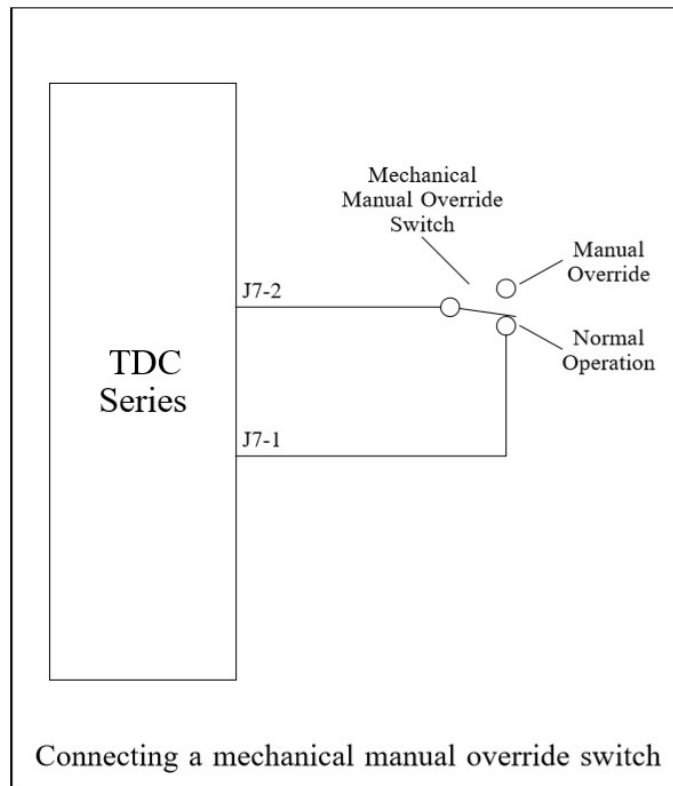 Mechanical
Manual Override
Switch
Manual
Override
J7-2
Normal
Operation
TDC
Series
J7-1
Connecting a mechanical manual override switch